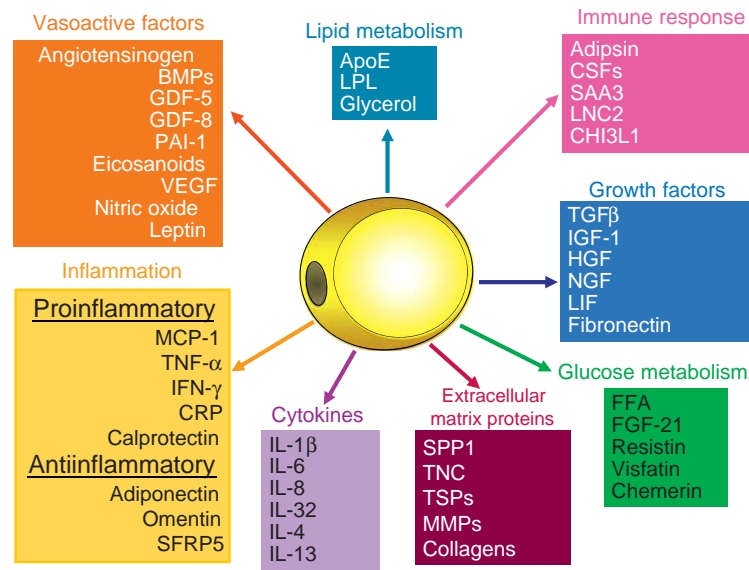 Vasoactive factors
Angiotensinogen
BMPs
GDF-5
GDF-8
PAI-1
Eicosanoids
VEGF
Nitric oxide
Leptin
Lipid metabolism
ApoE
LPL
Glycerol
Immune response
Adipsin
CSFs
SAA3
LNC2
CHI3L1
Growth factors
TGFβ
IGF-1
HGF
NGF
LIF
Fibronectin
Inflammation
Proinflammatory
MCP-1
TNF-α
IFN-γ
CRP
Calprotectin
Antiinflammatory
Adiponectin
Omentin
SFRP5
Cytokines
IL-1β
IL-6
IL-8
IL-32
IL-4
IL-13
Extracellular
matrix proteins
SPP1
TNC
TSPs
MMPs
Collagens
Glucose metabolism
FFA
FGF-21
Resistin
Visfatin
Chemerin